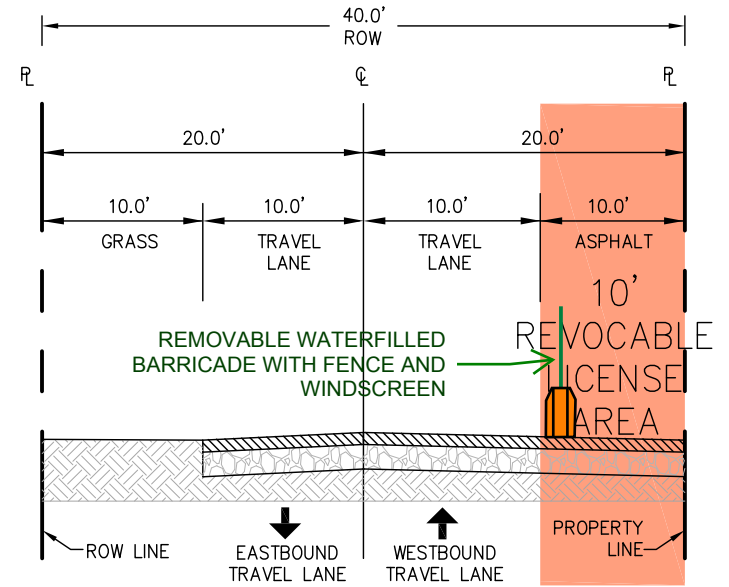 40.0'
ROW
PL CL PL
20.0' 20.0'
10.0' 10.0' 10.0' 10.0'
GRASS
TRAVEL
LANE
TRAVEL
LANE
ASPHALT
10'
REVOCABLE
LICENSE
AREA
REMOVABLE WATERFILLED
BARRICADE WITH FENCE AND
WINDSCREEN
ROW LINE
EASTBOUND
TRAVEL LANE
WESTBOUND
TRAVEL LANE
PROPERTY
LINE